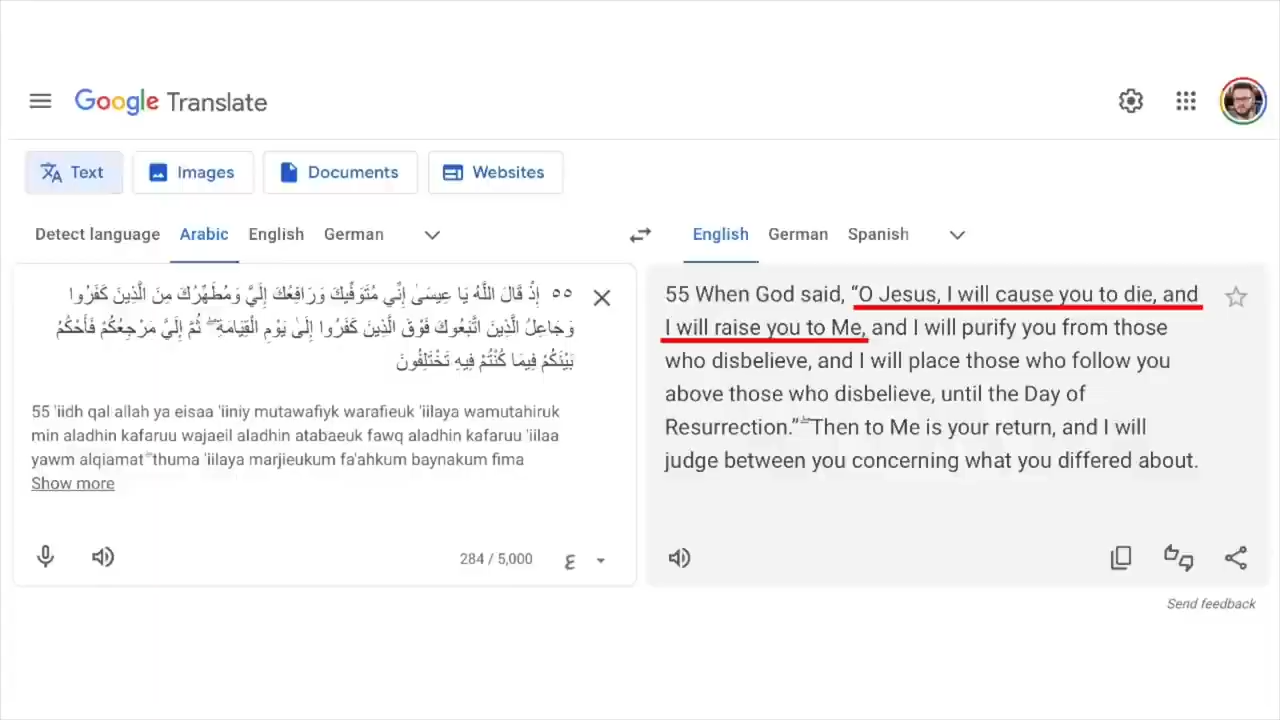 Google Translate
Text
Images
Documents
Websites
Detect language
Arabic
English
German
English
German
Spanish
٥٥ إِذْ قَالَ اللَّهُ يَا عِيسَىٰ إِنِّي مُتَوَفِّيكَ وَرَافِعُكَ إِلَيَّ وَمُطَهِّرُكَ مِنَ الَّذِينَ كَفَرُوا
وَجَاعِلُ الَّذِينَ اتَّبَعُوكَ فَوْقَ الَّذِينَ كَفَرُوا إِلَىٰ يَوْمِ الْقِيَامَةِ ۖ ثُمَّ إِلَيَّ مَرْجِعُكُمْ فَأَحْكُمُ
بَيْنَكُمْ فِيمَا كُنْتُمْ فِيهِ تَخْتَلِفُونَ
55 'iidh qal allah ya eisaa 'iiniy mutawafiyk warafieuk 'iilaya wamutahiruk
min aladhin kafaruu wajaeil aladhin atabaeuk fawq aladhin kafaruu 'iilaa
yawm alqiamat ۖ thuma 'iilaya marjieukum fa'ahkum baynakum fima
Show more
284 / 5,000
ع
55 When God said, “O Jesus, I will cause you to die, and
I will raise you to Me, and I will purify you from those
who disbelieve, and I will place those who follow you
above those who disbelieve, until the Day of
Resurrection.” ۖ Then to Me is your return, and I will
judge between you concerning what you differed about.
Send feedback